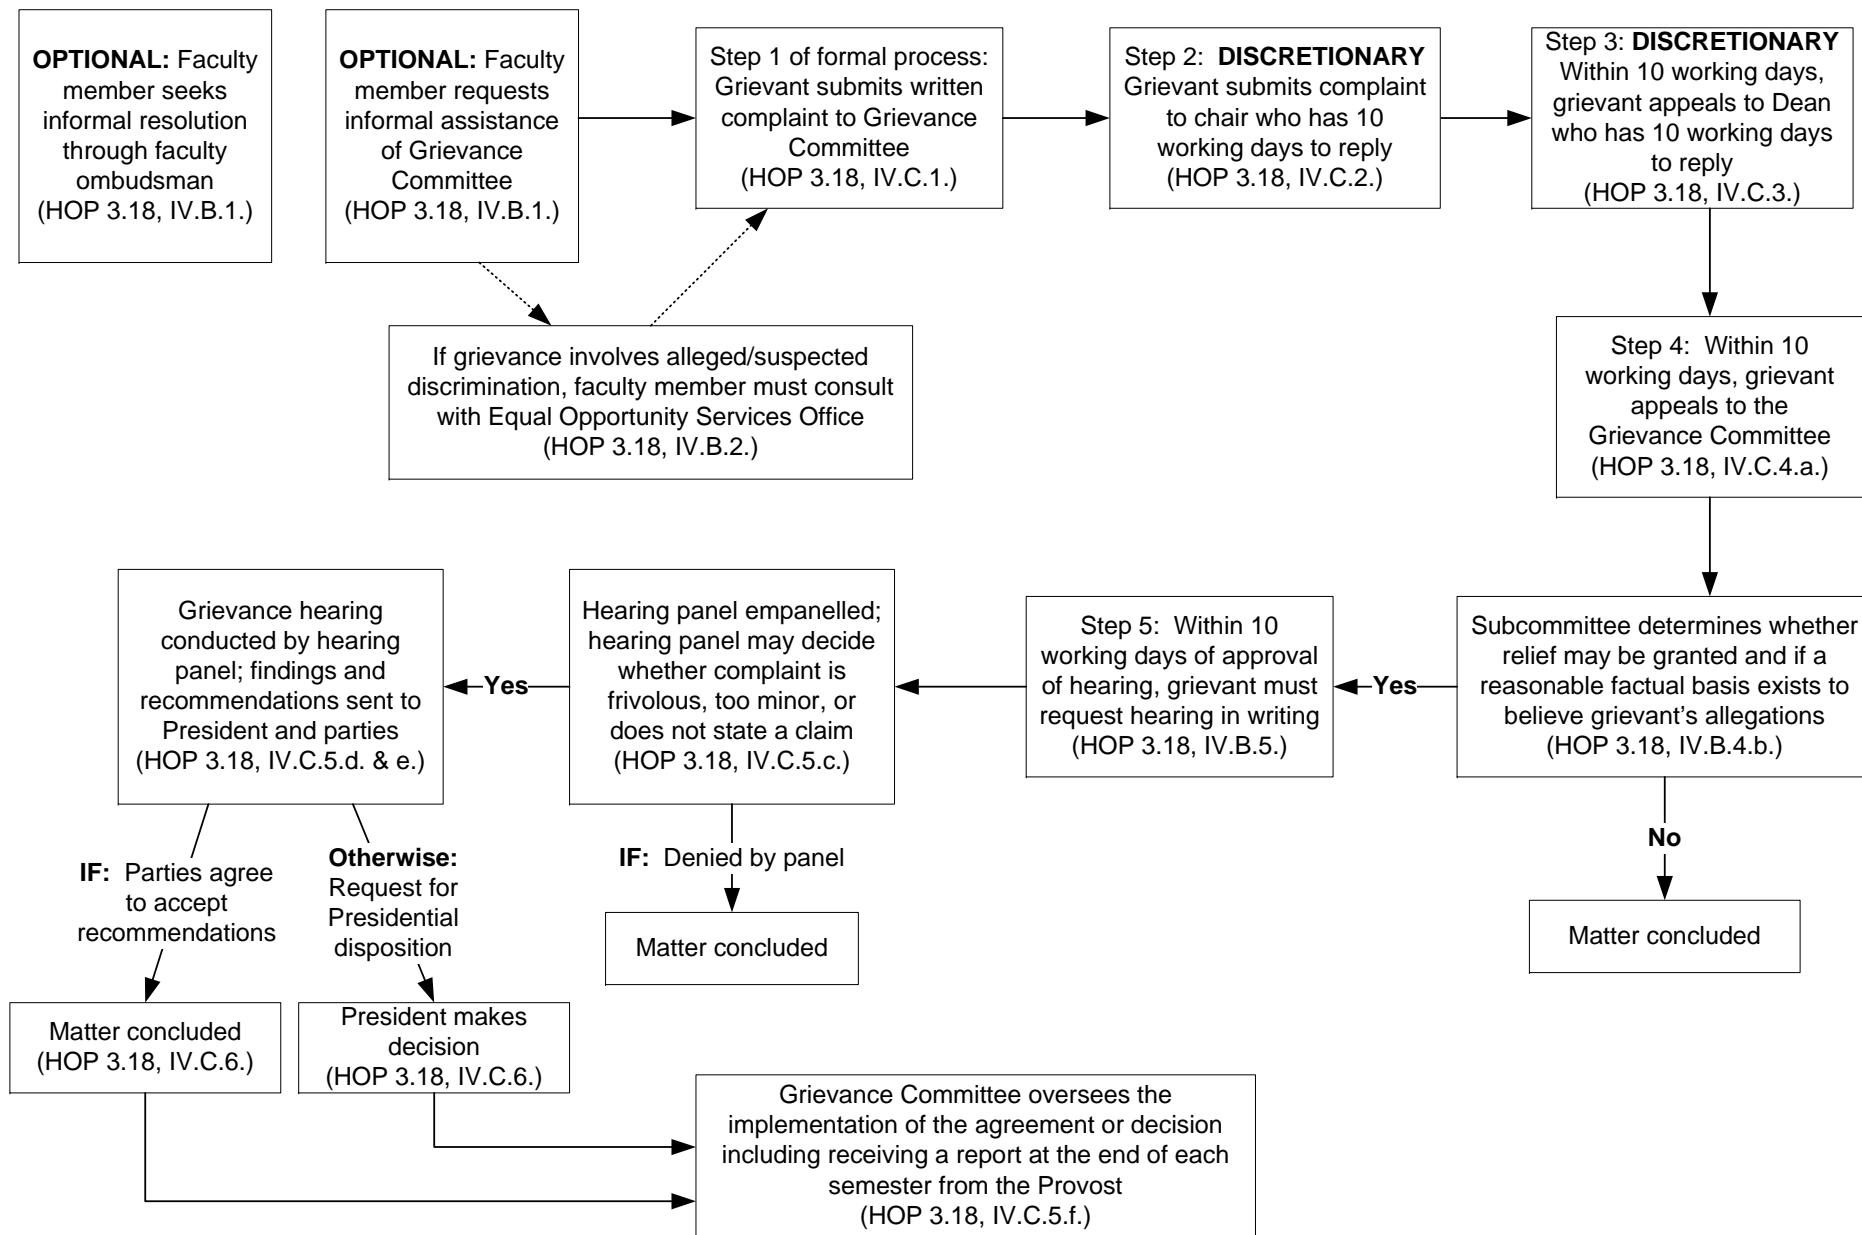 OPTIONAL: Faculty
member seeks
informal resolution
through faculty
ombudsman
(HOP 3.18, IV.B.1.)
OPTIONAL: Faculty
member requests
informal assistance
of Grievance
Committee
(HOP 3.18, IV.B.1.)
Step 1 of formal process:
Grievant submits written
complaint to Grievance
Committee
(HOP 3.18, IV.C.1.)
Step 2:  DISCRETIONARY
Grievant submits complaint
to chair who has 10
working days to reply
(HOP 3.18, IV.C.2.)
Step 3: DISCRETIONARY
Within 10 working days,
grievant appeals to Dean
who has 10 working days
to reply
(HOP 3.18, IV.C.3.)
If grievance involves alleged/suspected
discrimination, faculty member must consult
with Equal Opportunity Services Office
(HOP 3.18, IV.B.2.)
Step 4:  Within 10
working days, grievant
appeals to the
Grievance Committee
(HOP 3.18, IV.C.4.a.)
Subcommittee determines whether
relief may be granted and if a
reasonable factual basis exists to
believe grievant’s allegations
(HOP 3.18, IV.B.4.b.)
Yes
No
Matter concluded
Step 5:  Within 10
working days of approval
of hearing, grievant must
request hearing in writing
(HOP 3.18, IV.B.5.)
Hearing panel empanelled;
hearing panel may decide
whether complaint is
frivolous, too minor, or
does not state a claim
(HOP 3.18, IV.C.5.c.)
Yes
IF:  Denied by panel
Matter concluded
Grievance hearing
conducted by hearing
panel; findings and
recommendations sent to
President and parties
(HOP 3.18, IV.C.5.d. & e.)
IF:  Parties agree
to accept
recommendations
Otherwise:
Request for
Presidential
disposition
Matter concluded
(HOP 3.18, IV.C.6.)
President makes
decision
(HOP 3.18, IV.C.6.)
Grievance Committee oversees the
implementation of the agreement or decision
including receiving a report at the end of each
semester from the Provost
(HOP 3.18, IV.C.5.f.)